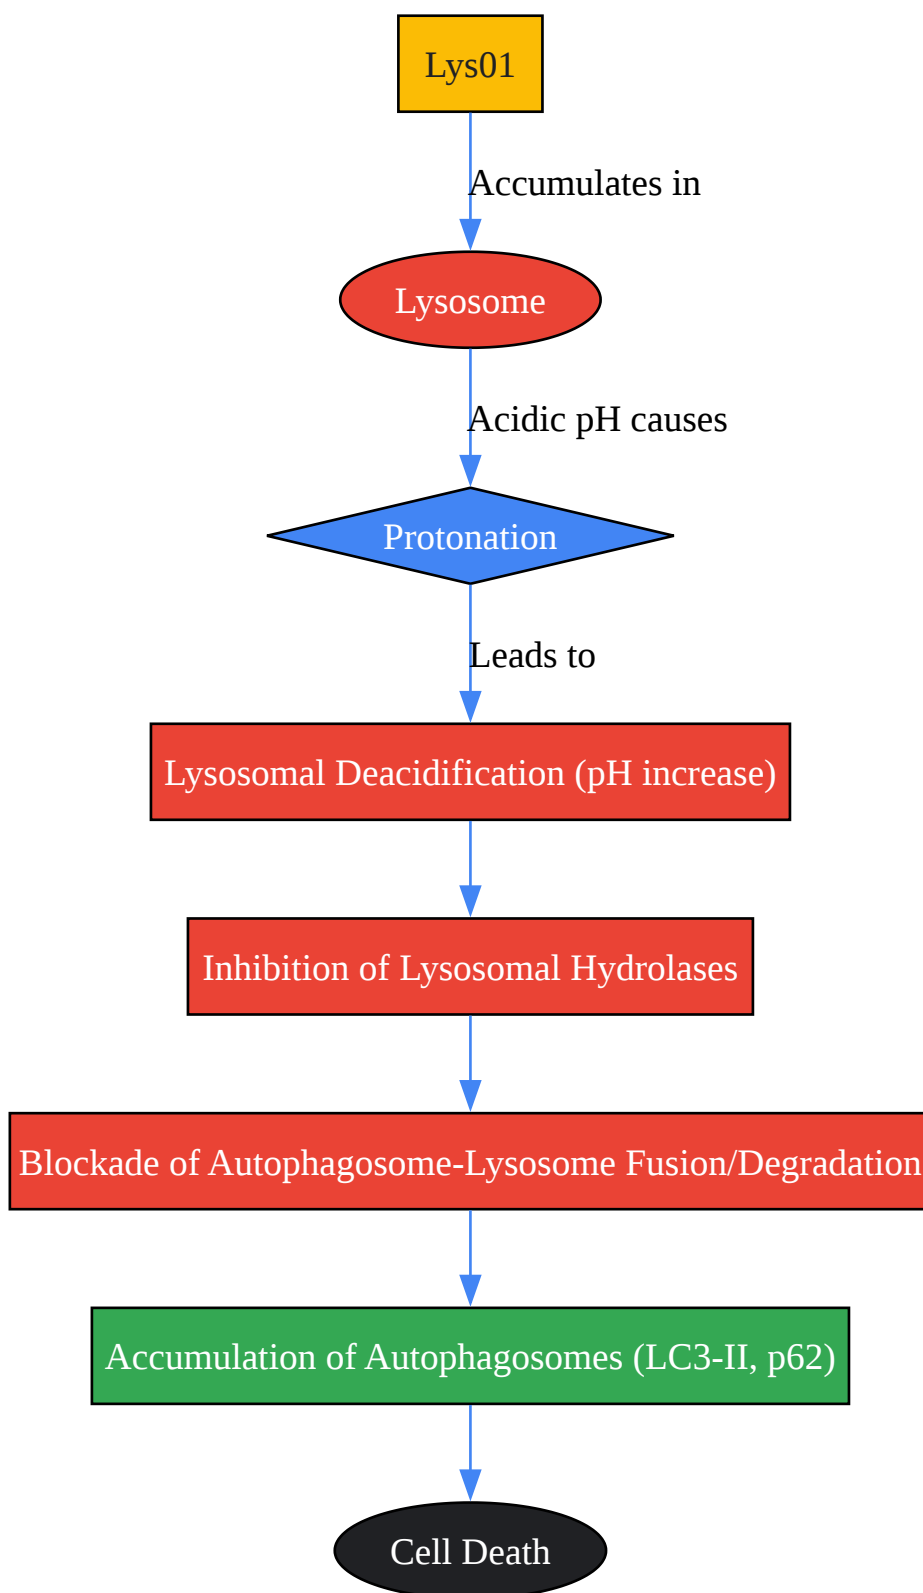 Lys01
Accumulates in
Lysosome
Acidic pH causes
Protonation
Leads to
Lysosomal Deacidification (pH increase)
Inhibition of Lysosomal Hydrolases
Blockade of Autophagosome-Lysosome Fusion/Degradation
Accumulation of Autophagosomes (LC3-II, p62)
Cell Death